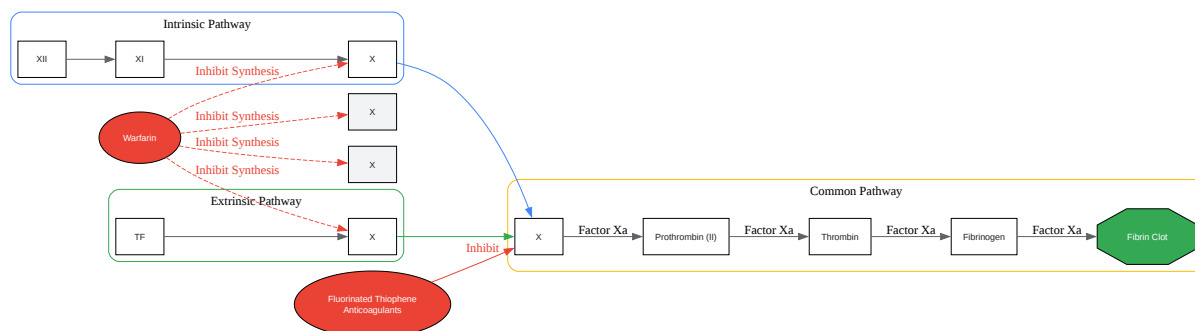 Intrinsic Pathway
XII
XI
X
Inhibit Synthesis
X
Inhibit Synthesis
Warfarin
Inhibit Synthesis
X
Inhibit Synthesis
Extrinsic Pathway
TF
X
Common Pathway
X
Factor Xa
Prothrombin (II)
Factor Xa
Thrombin
Factor Xa
Fibrinogen
Factor Xa
Fibrin Clot
Inhibit
Fluorinated Thiophene
Anticoagulants